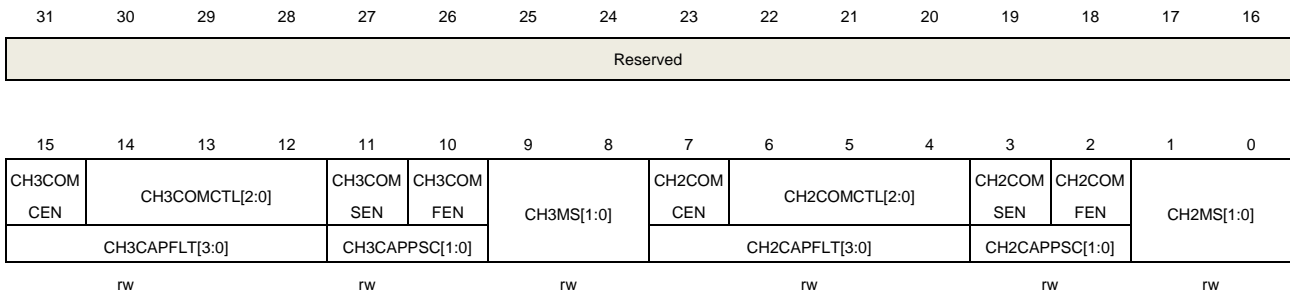 31 30 29 28 27 26 25 24 23 22 21 20 19 18 17 16
Reserved
15 14 13 12 11 10 9 8 7 6 5 4 3 2 1 0
CH3COM CEN CH3COMCTL[2:0] CH3COM SEN CH3COM FEN CH3MS[1:0] CH2COM CEN CH2COMCTL[2:0] CH2COM SEN CH2COM FEN CH2MS[1:0]
CH3CAPFLT[3:0] CH3CAPPSC[1:0] CH2CAPFLT[3:0] CH2CAPPSC[1:0]
rw rw rw rw rw rw